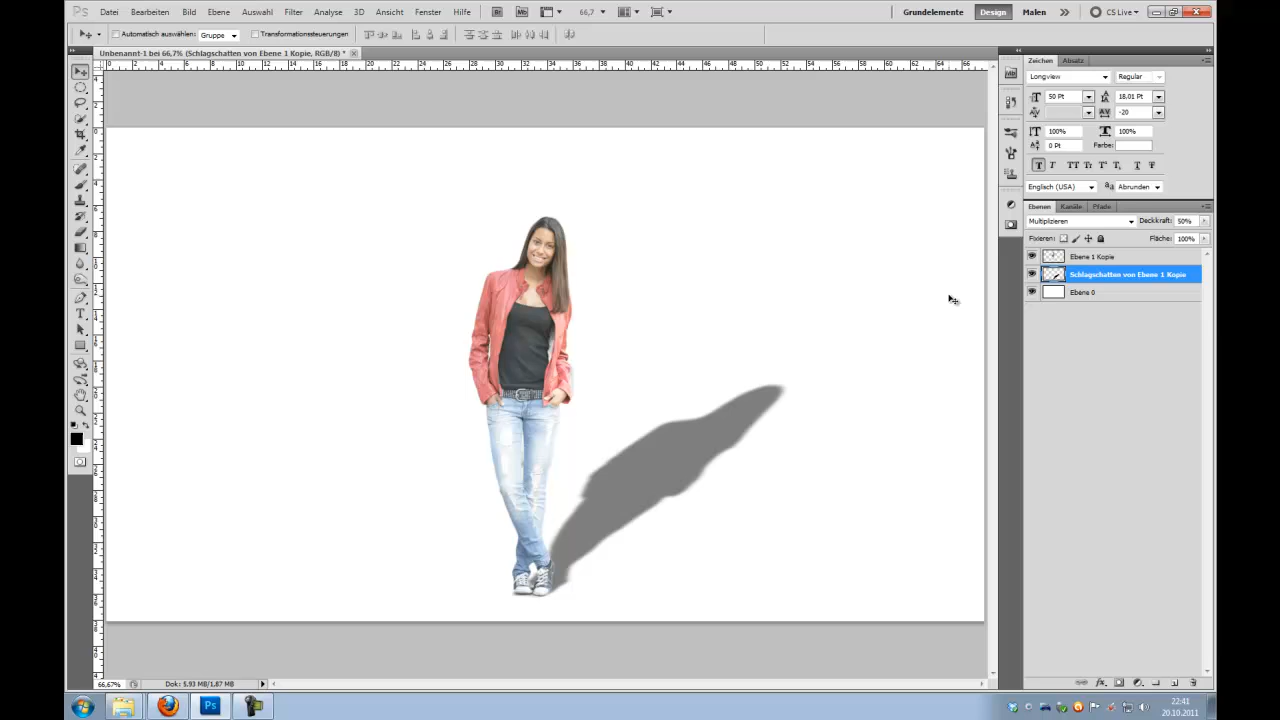 Ps Datei Bearbeiten Bild Ebene Auswahl Filter Analyse 3D Ansicht Fenster Hilfe Br Mb 66,7 Grundelemente Design Malen CS Live
Automatisch auswählen: Gruppe Transformationssteuerungen
Unbenannt-1 bei 66,7% (Schlagschatten von Ebene 1 Kopie, RGB/8) *
Zeichen Absatz
Longview Regular
50 Pt 18,01 Pt
-20
100% 100%
0 Pt Farbe:
Englisch (USA) Abrunden
Ebenen Kanäle Pfade
Multiplizieren Deckkraft: 50%
Fixieren: Fläche: 100%
Ebene 1 Kopie
Schlagschatten von Ebene 1 Kopie
Ebene 0
66,67% Dok: 5,93 MB/1,87 MB
22:41
20.10.2011